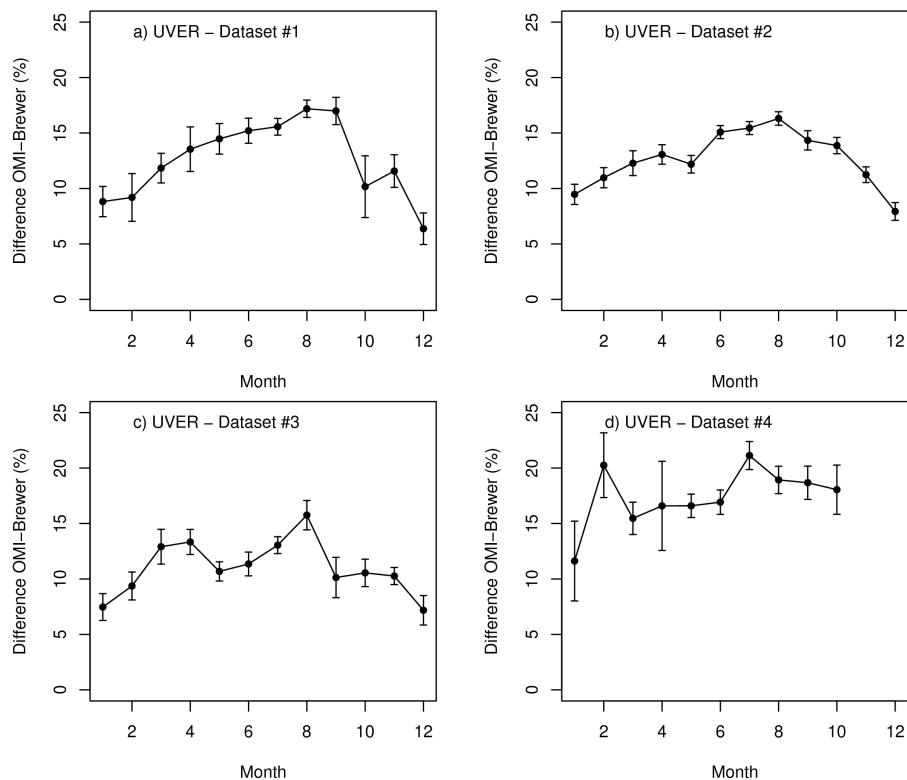 a) UVER − Dataset #1
Difference OMI−Brewer (%)
25
20
15
10
5
0
2 4 6 8 10 12
Month
b) UVER − Dataset #2
Difference OMI−Brewer (%)
25
20
15
10
5
0
2 4 6 8 10 12
Month
c) UVER − Dataset #3
Difference OMI−Brewer (%)
25
20
15
10
5
0
2 4 6 8 10 12
Month
d) UVER − Dataset #4
Difference OMI−Brewer (%)
25
20
15
10
5
0
2 4 6 8 10 12
Month